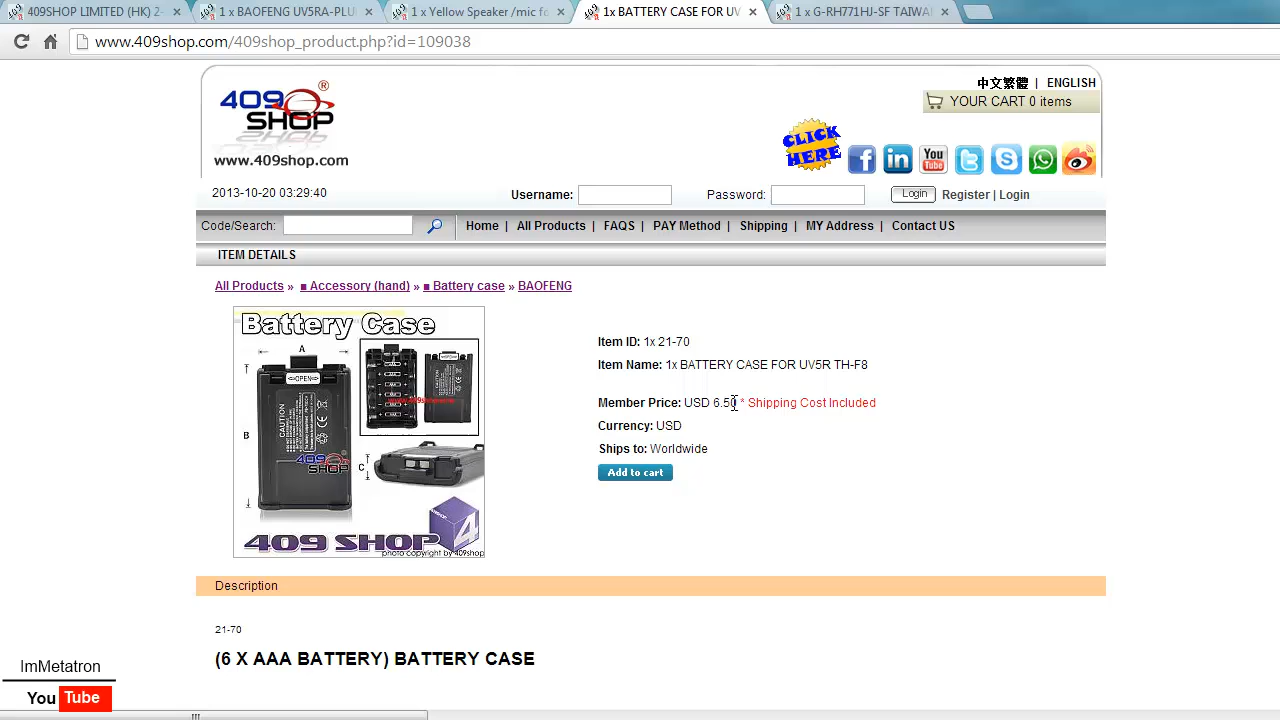 409SHOP LIMITED (HK) 2-
1 x BAOFENG UV5RA-PLU
1 x Yellow Speaker /mic fo
1x BATTERY CASE FOR UV
1 x G-RH771HJ-SF TAIWAN
www.409shop.com/409shop_product.php?id=109038
409
SHOP
www.409shop.com
中文繁體 | ENGLISH
YOUR CART 0 items
CLICK
HERE
You
Tube
2013-10-20 03:29:40
Username:
Password:
Login
Register | Login
Code/Search:
Home | All Products | FAQS | PAY Method | Shipping | MY Address | Contact US
ITEM DETAILS
All Products » ■ Accessory (hand) » ■ Battery case » BAOFENG
Battery Case
A
OPEN
B
CAUTION
C
409
SHOP
409 SHOP
photo copyright by 409shop
Item ID: 1x 21-70
Item Name: 1x BATTERY CASE FOR UV5R TH-F8
Member Price: USD 6.50 * Shipping Cost Included
Currency: USD
Ships to: Worldwide
Add to cart
Description
21-70
(6 X AAA BATTERY) BATTERY CASE
ImMetatron
You Tube